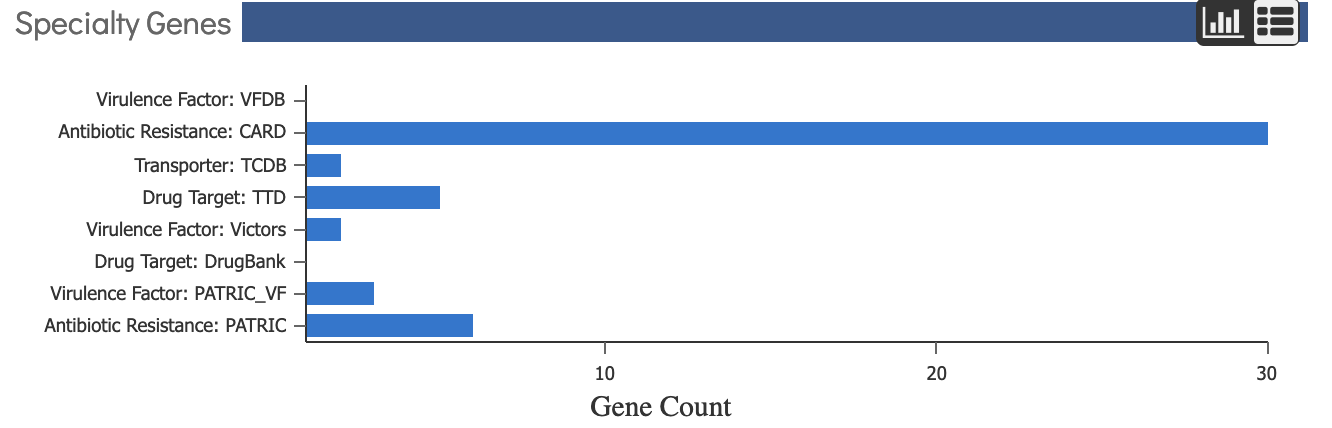 Specialty Genes
Virulence Factor: VFDB
Antibiotic Resistance: CARD
Transporter: TCDB
Drug Target: TTD
Virulence Factor: Victors
Drug Target: DrugBank
Virulence Factor: PATRIC_VF
Antibiotic Resistance: PATRIC
10 20 30
Gene Count